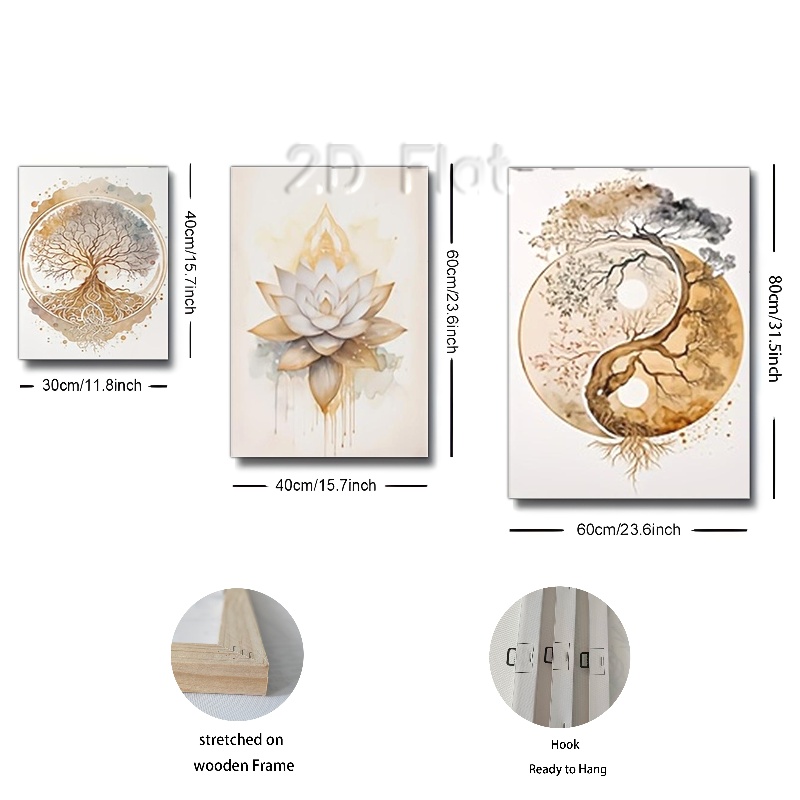 2D Flat
40cm/15.7inch
30cm/11.8inch
60cm/23.6inch
40cm/15.7inch
80cm/31.5inch
60cm/23.6inch
stretched on
wooden Frame
Hook
Ready to Hang